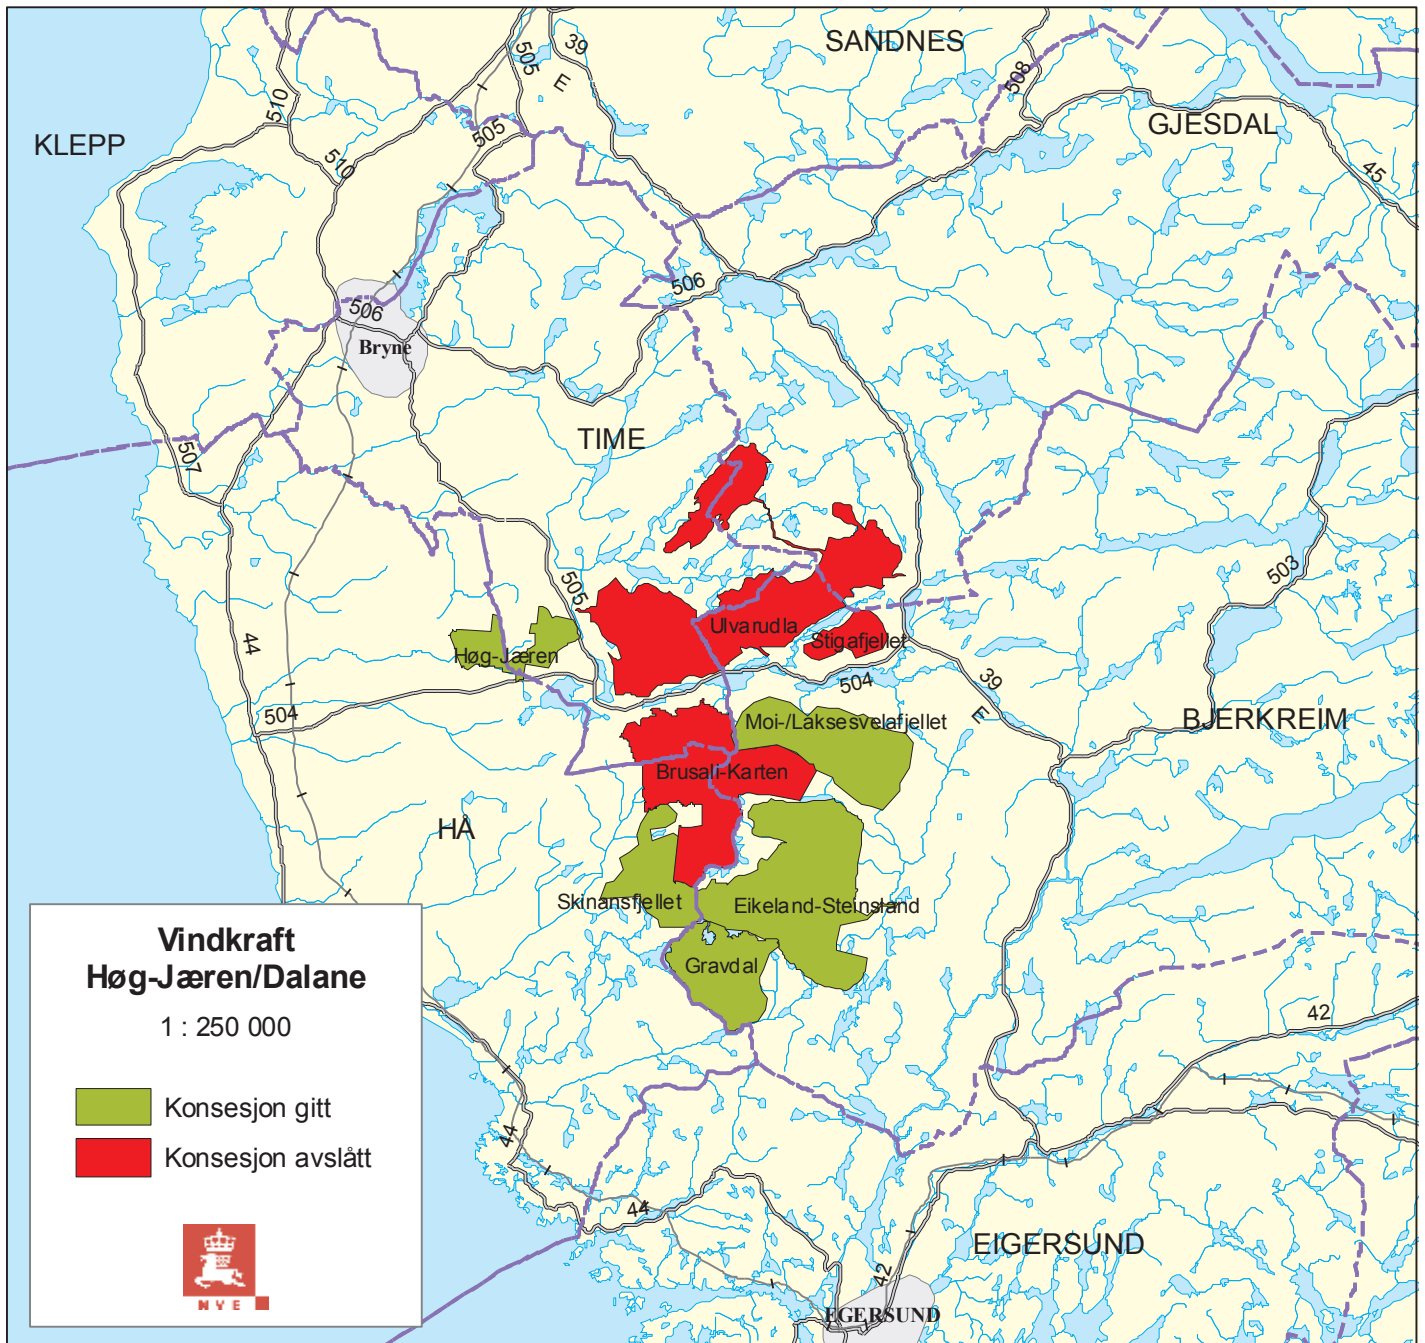 SANDNES
39
E
505
508
510
GJESDAL
KLEPP
505
510
45
506
506
Bryne
TIME
507
503
505
Ulvarudla
Stigafjellet
44
Høg-Jæren
504
39
E
504
Moi-/Laksesvelafjellet
BJERKREIM
Brusali-Karten
HÅ
Skinansfjellet
Eikeland-Steinsland
Gravdal
Vindkraft
Høg-Jæren/Dalane
1 : 250 000
Konsesjon gitt
Konsesjon avslått
NVE
42
44
44
EIGERSUND
42
EGERSUND